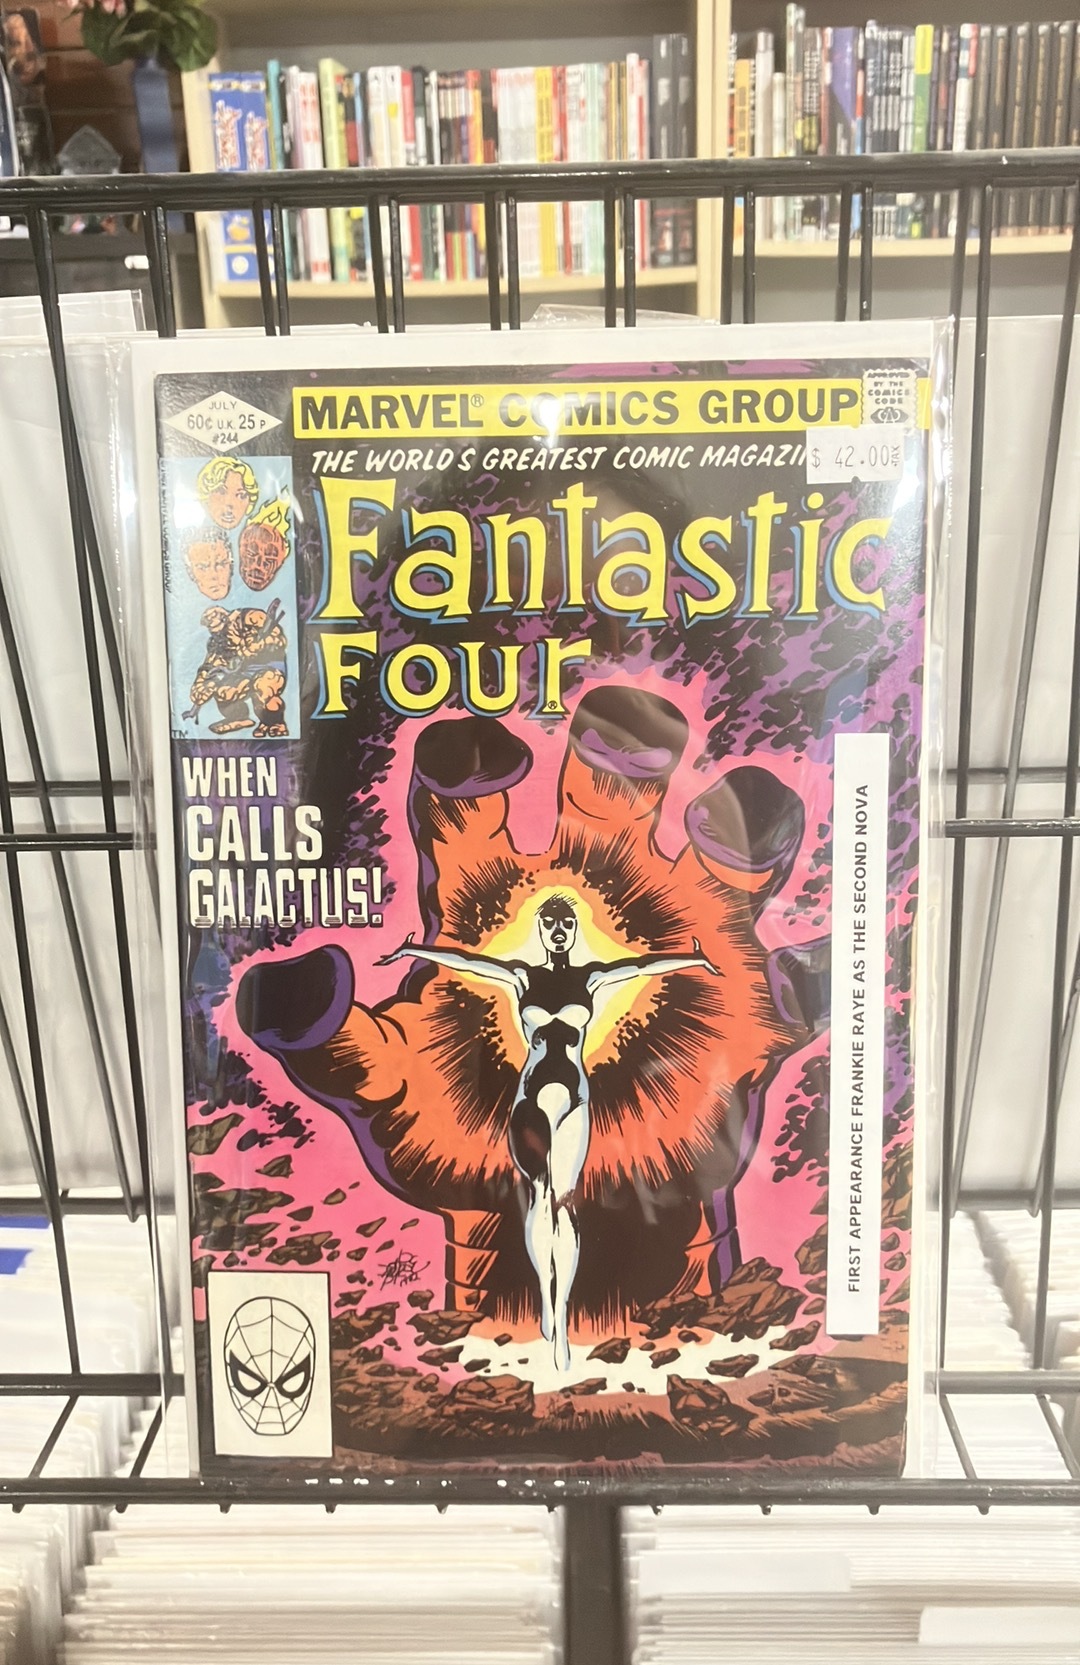 JULY
60¢ U.K. 25 P
#244
MARVEL® COMICS GROUP
APPROVED
BY THE
COMICS
CODE
THE WORLD'S GREATEST COMIC MAGAZI
$ 42.00
Fantastic
Four®
TM
WHEN
CALLS
GALACTUS!
FIRST APPEARANCE FRANKIE RAYE AS THE SECOND NOVA